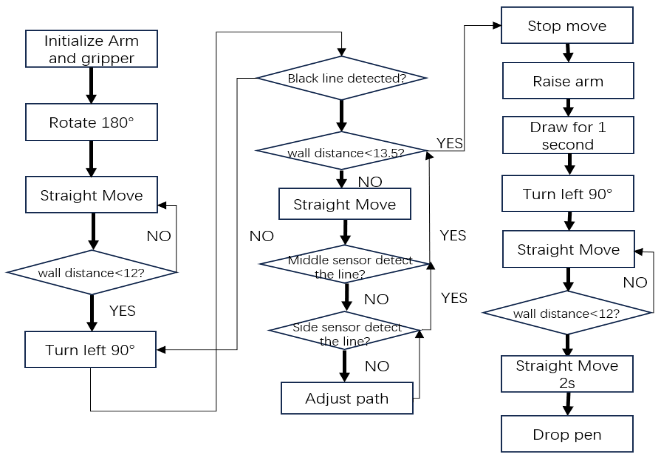 Initialize Arm
and gripper
Rotate 180°
Straight Move
NO
wall distance<12?
YES
Turn left 90°
Black line detected?
wall distance<13.5?
YES
NO
Straight Move
NO
YES
Middle sensor detect
the line?
NO
YES
Side sensor detect
the line?
NO
Adjust path
Stop move
Raise arm
Draw for 1
second
Turn left 90°
Straight Move
NO
wall distance<12?
Straight Move
2s
Drop pen